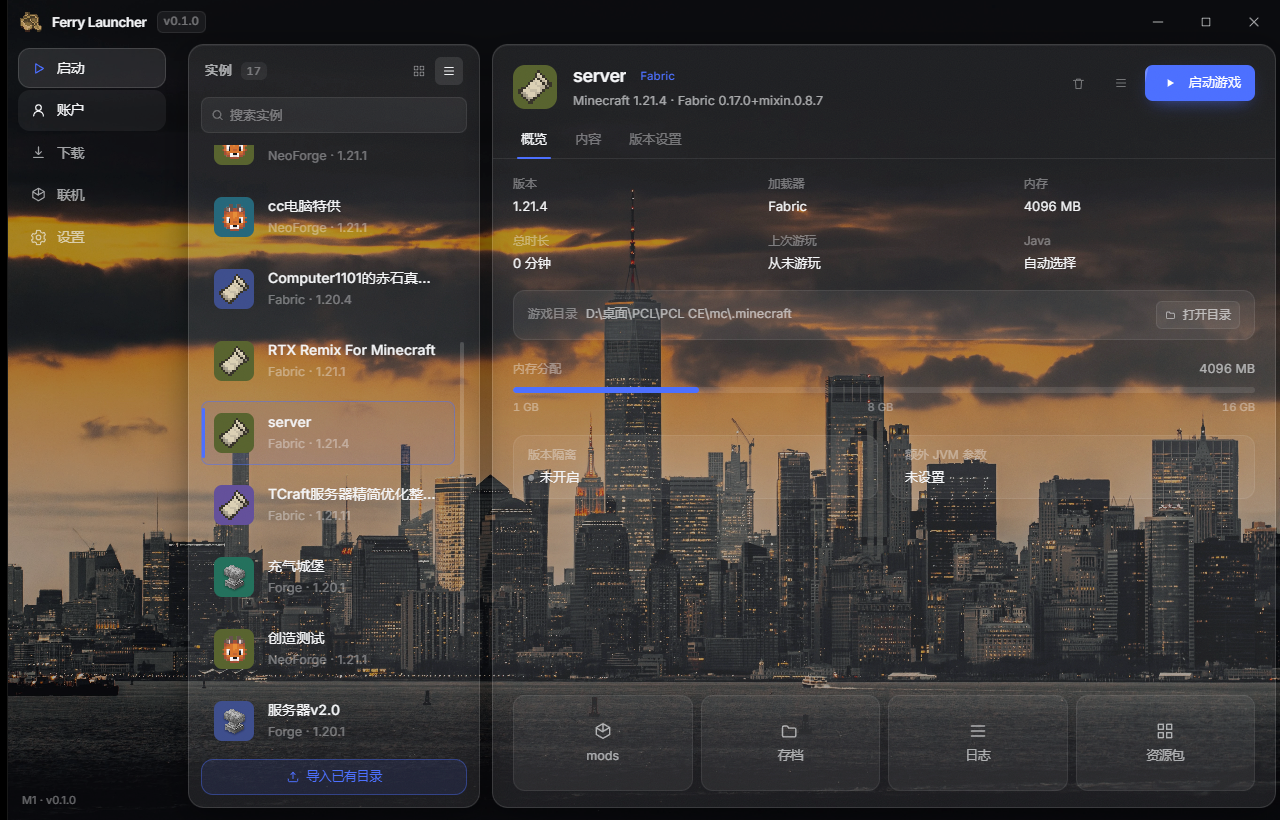 Ferry Launcher v0.1.0
启动
账户
下载
联机
设置
M1 · v0.1.0
实例 17
搜索实例
NeoForge · 1.21.1
cc电脑特供
NeoForge · 1.21.1
Computer1101的赤石真...
Fabric · 1.20.4
RTX Remix For Minecraft
Fabric · 1.21.1
server
Fabric · 1.21.4
TCraft服务器精简优化整...
Fabric · 1.21.11
充气城堡
Forge · 1.20.1
创造测试
NeoForge · 1.21.1
服务器v2.0
Forge · 1.20.1
导入已有目录
server Fabric
Minecraft 1.21.4 · Fabric 0.17.0+mixin.0.8.7
启动游戏
概览 内容 版本设置
版本 加载器 内存
1.21.4 Fabric 4096 MB
总时长 上次游玩 Java
0 分钟 从未游玩 自动选择
游戏目录 D:\桌面\PCL\PCL CE\mc\.minecraft 打开目录
内存分配 4096 MB
1 GB 8 GB 16 GB
版本隔离 额外 JVM 参数
未开启 未设置
mods 存档 日志 资源包